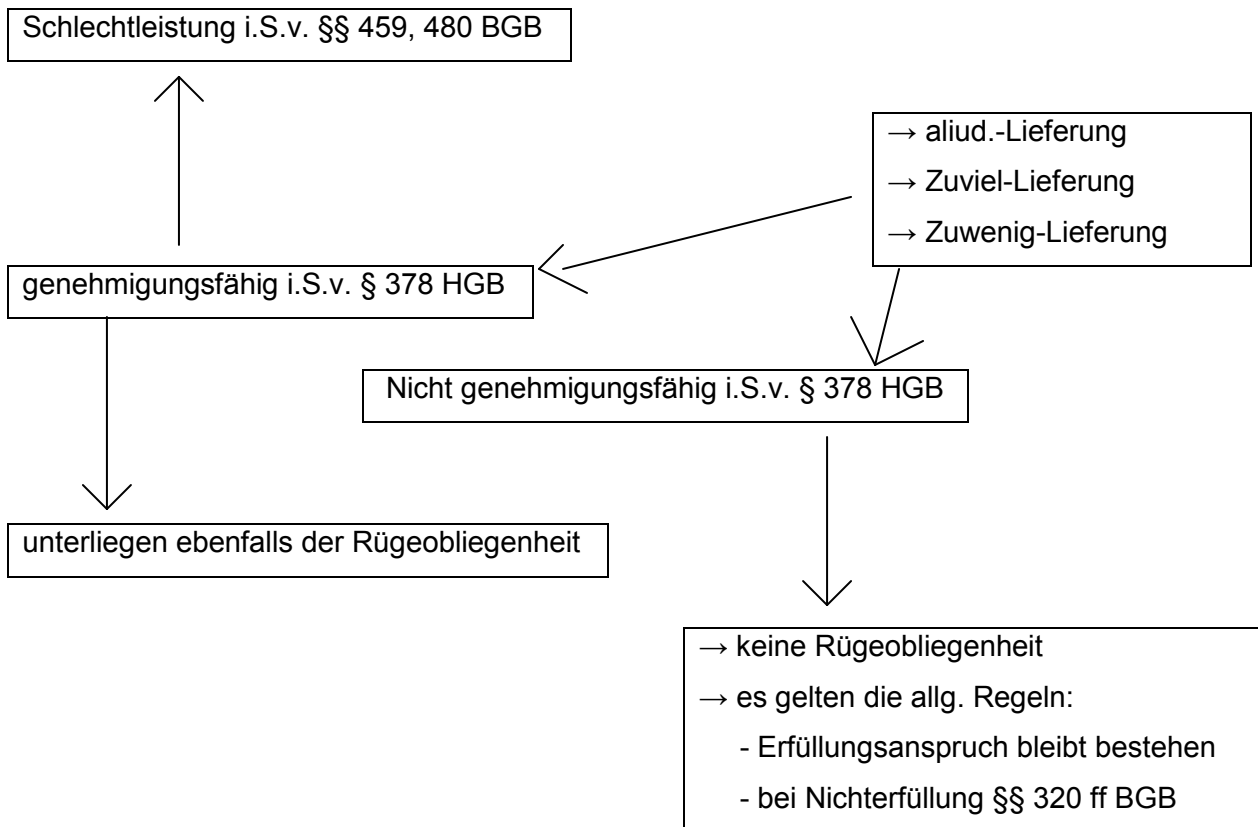 Schlechtleistung i.S.v. §§ 459, 480 BGB
→ aliud.-Lieferung
→ Zuviel-Lieferung
→ Zuwenig-Lieferung
genehmigungsfähig i.S.v. § 378 HGB
Nicht genehmigungsfähig i.S.v. § 378 HGB
unterliegen ebenfalls der Rügeobliegenheit
→ keine Rügeobliegenheit
→ es gelten die allg. Regeln:
- Erfüllungsanspruch bleibt bestehen
- bei Nichterfüllung §§ 320 ff BGB